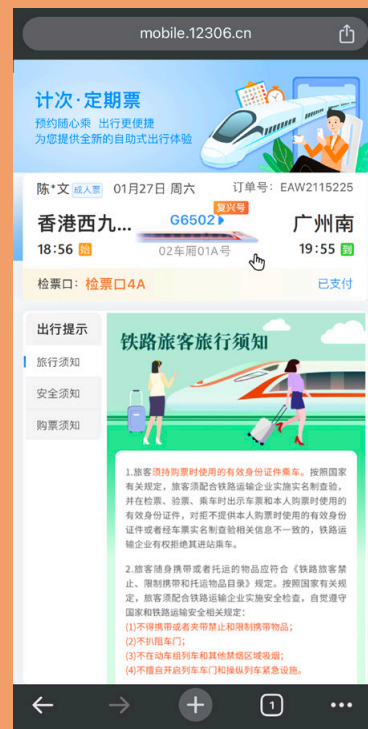 mobile.12306.cn
计次·定期票
预约随心乘 出行更便捷
为您提供全新的自助式出行体验
陈*文 成人票 01月27日 周六 订单号：EAW2115225
复兴号
香港西九... G6502 广州南
18:56 始 02车厢01A号 19:55 到
检票口：检票口4A 已支付
出行提示
旅行须知
安全须知
购票须知
铁路旅客旅行须知
1.旅客须持购票时使用的有效身份证件乘车。按照国家
有关规定，旅客须配合铁路运输企业实施实名制查验，
并在检票、验票、乘车时出示车票和本人购票时使用的
有效身份证件，对拒不提供本人购票时使用的有效身份
证件或者经车票实名制查验相关信息不一致的，铁路运
输企业有权拒绝其进站乘车。
2.旅客随身携带或者托运的物品应符合《铁路旅客禁
止、限制携带和托运物品目录》规定。按照国家有关规
定，旅客须配合铁路运输企业实施安全检查，自觉遵守
国家和铁路运输安全相关规定：
(1)不得携带或者夹带禁止和限制携带物品；
(2)不扒阻车门；
(3)不在动车组列车和其他禁烟区域吸烟；
(4)不擅自开启列车车门和操纵列车紧急设施。
1